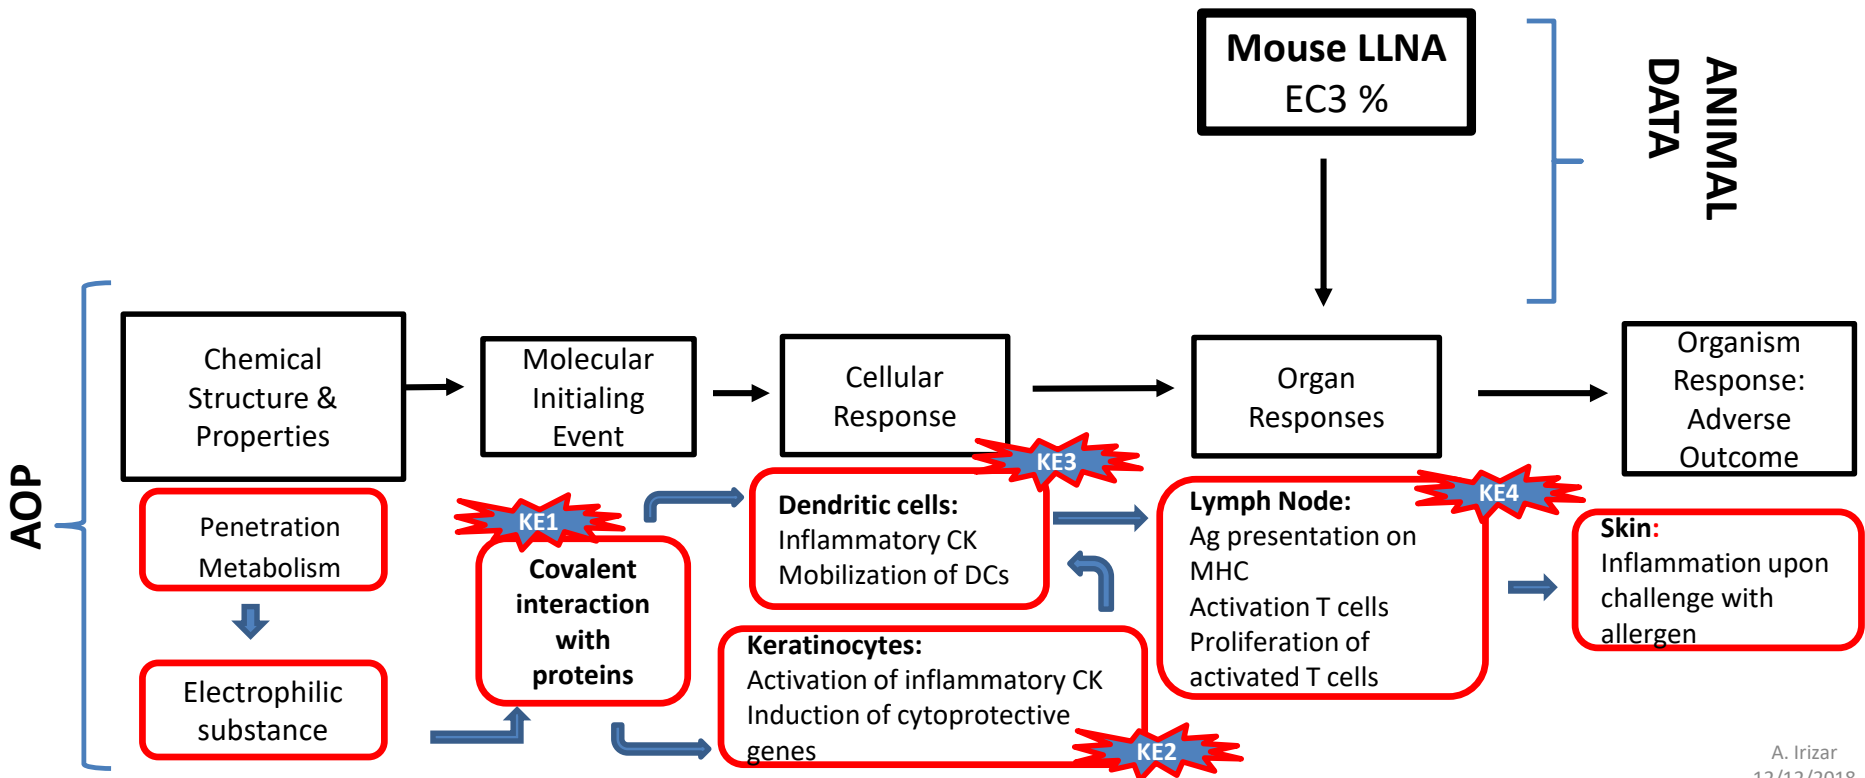 Mouse LLNA
EC3 %
ANIMAL
DATA
AOP
Chemical
Structure &
Properties
Molecular
Initialing
Event
Cellular
Response
Organ
Responses
Organism
Response:
Adverse
Outcome
Penetration
Metabolism
Electrophilic
substance
KE1
Covalent
interaction
with
proteins
KE3
Dendritic cells:
Inflammatory CK
Mobilization of DCs
Keratinocytes:
Activation of inflammatory CK
Induction of cytoprotective
genes
KE2
KE4
Lymph Node:
Ag presentation on
MHC
Activation T cells
Proliferation of
activated T cells
Skin:
Inflammation upon
challenge with
allergen
A. Irizar
12/12/2018